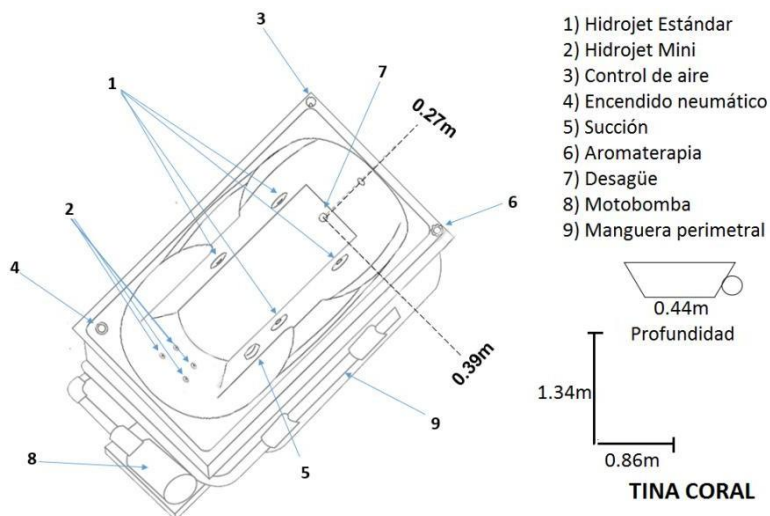 3
7
1
0.27m
2
6
4
0.39m
9
8
5
1) Hidrojet Estándar
2) Hidrojet Mini
3) Control de aire
4) Encendido neumático
5) Succión
6) Aromaterapia
7) Desagüe
8) Motobomba
9) Manguera perimetral
0.44m
Profundidad
1.34m
0.86m
TINA CORAL